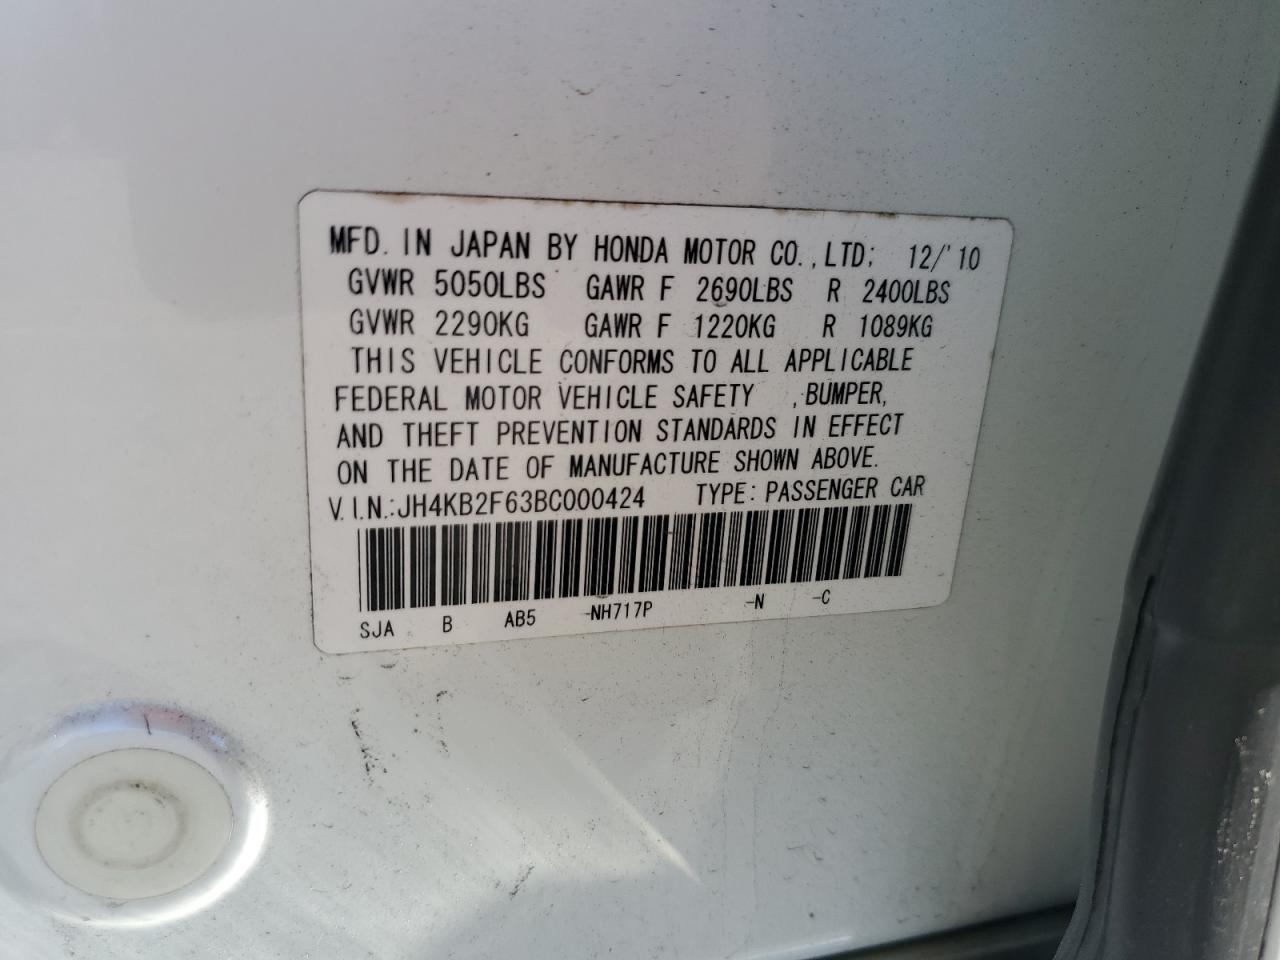 MFD. IN JAPAN BY HONDA MOTOR CO., LTD; 12/'10
GVWR 5050LBS GAWR F 2690LBS R 2400LBS
GVWR 2290KG GAWR F 1220KG R 1089KG
THIS VEHICLE CONFORMS TO ALL APPLICABLE
FEDERAL MOTOR VEHICLE SAFETY , BUMPER,
AND THEFT PREVENTION STANDARDS IN EFFECT
ON THE DATE OF MANUFACTURE SHOWN ABOVE.
V.I.N.:JH4KB2F63BC000424 TYPE: PASSENGER CAR
SJA B AB5 -NH717P -N -C